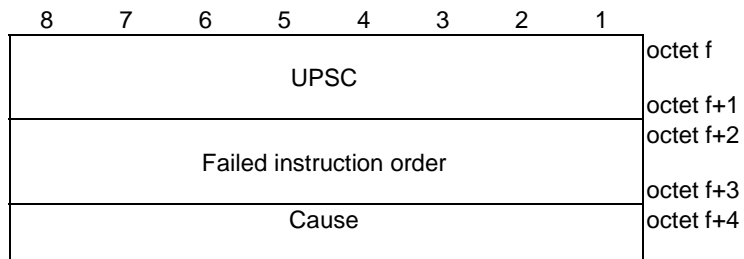 8 7 6 5 4 3 2 1
octet f
UPSC
octet f+1
octet f+2
Failed instruction order
octet f+3
Cause octet f+4